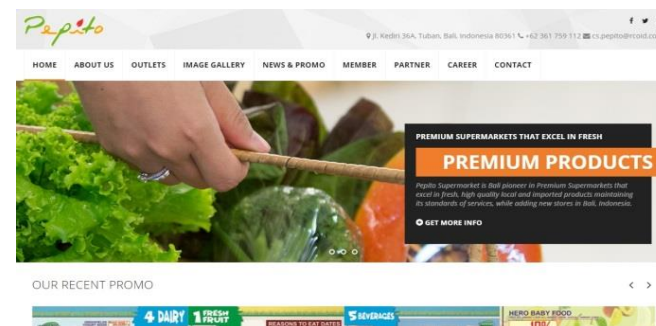 Pepito
Jl. Kediri 36A, Tuban, Bali, Indonesia 80361 +62 361 759 112 cs.pepito@rcoid.co
HOME ABOUT US OUTLETS IMAGE GALLERY NEWS & PROMO MEMBER PARTNER CAREER CONTACT
PREMIUM SUPERMARKETS THAT EXCEL IN FRESH
PREMIUM PRODUCTS
Pepito Supermarket is Bali pioneer in Premium Supermarkets that
excel in fresh, high quality local and imported products maintaining
its standards of services, while adding new stores in Bali, Indonesia.
GET MORE INFO
OUR RECENT PROMO
4 DAIRY 1 FRESH FRUIT
REASONS TO EAT DATES
5 BEVERAGES
HERO BABY FOOD
10%